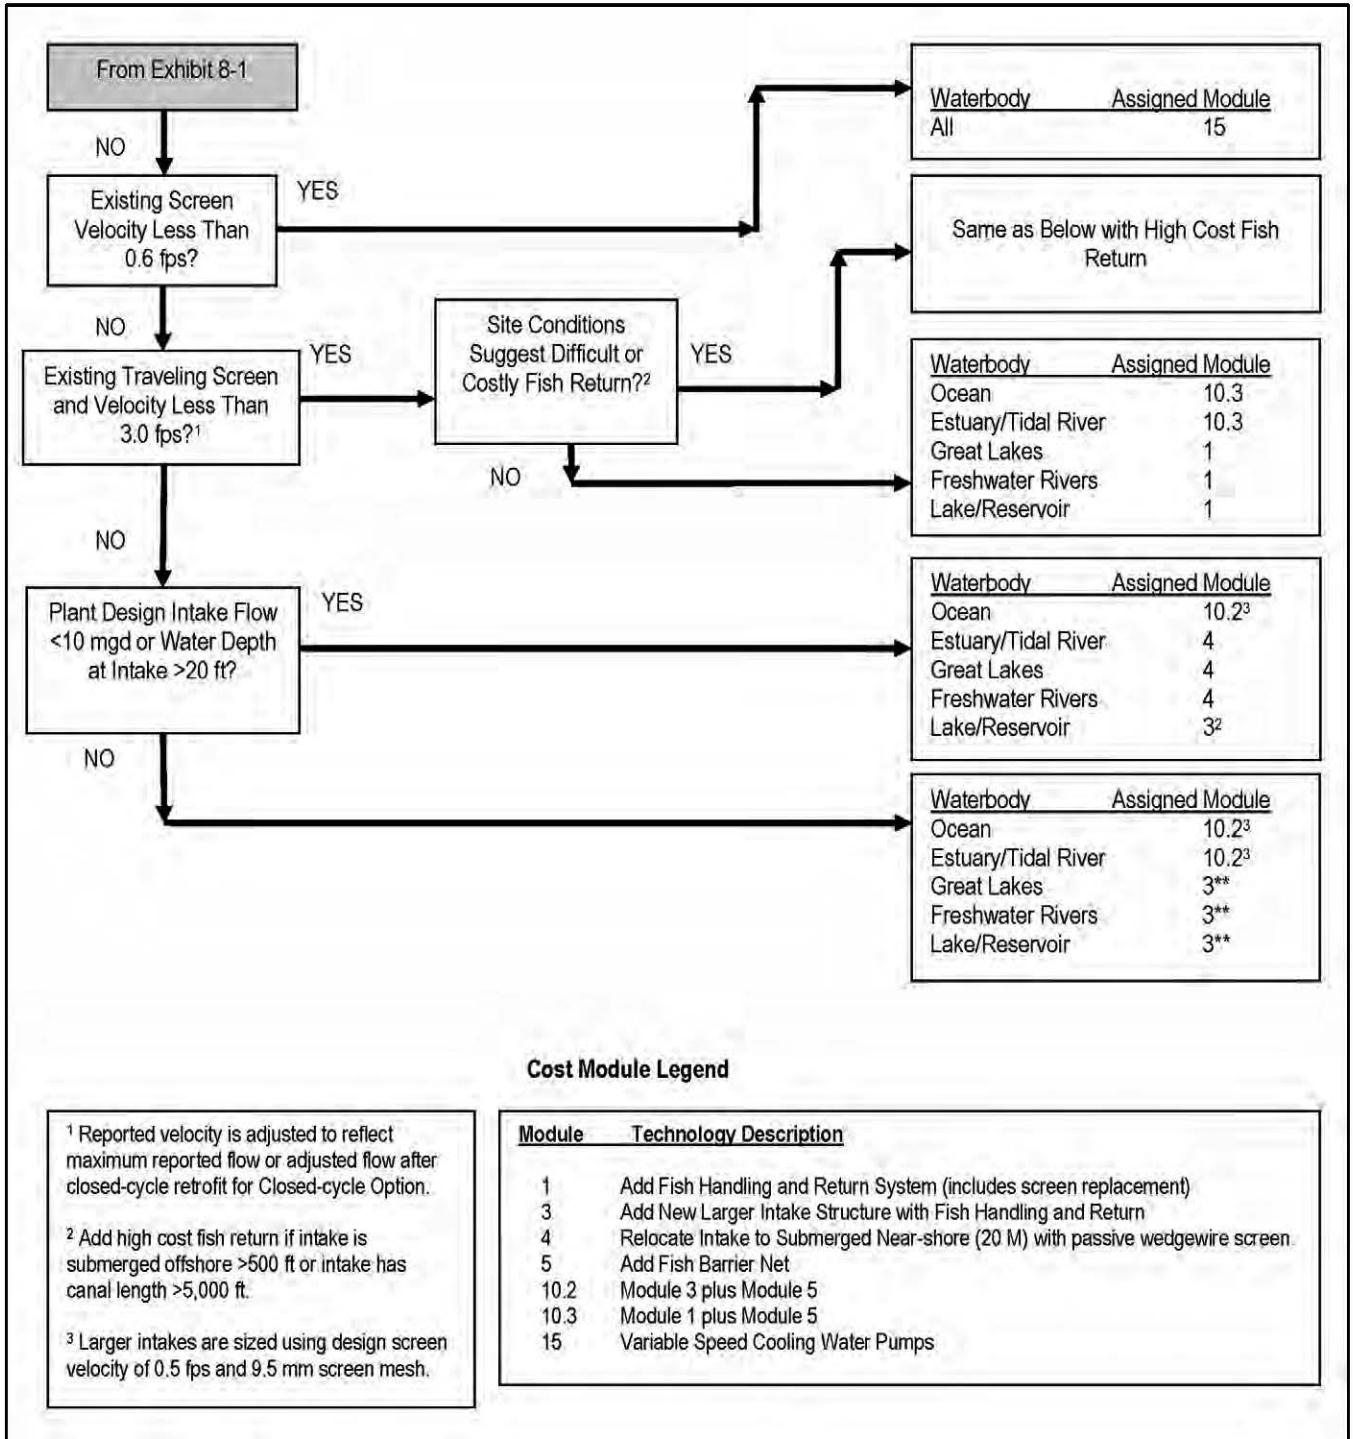 From Exhibit 8-1
NO
Existing Screen
Velocity Less Than
0.6 fps?
YES
Waterbody Assigned Module
All 15
NO
Existing Traveling Screen
and Velocity Less Than
3.0 fps?¹
YES
Site Conditions
Suggest Difficult or
Costly Fish Return?²
YES
Same as Below with High Cost Fish
Return
NO
Waterbody Assigned Module
Ocean 10.3
Estuary/Tidal River 10.3
Great Lakes 1
Freshwater Rivers 1
Lake/Reservoir 1
NO
Plant Design Intake Flow
<10 mgd or Water Depth
at Intake >20 ft?
YES
Waterbody Assigned Module
Ocean 10.2³
Estuary/Tidal River 4
Great Lakes 4
Freshwater Rivers 4
Lake/Reservoir 3²
NO
Waterbody Assigned Module
Ocean 10.2³
Estuary/Tidal River 10.2³
Great Lakes 3**
Freshwater Rivers 3**
Lake/Reservoir 3**
Cost Module Legend
¹ Reported velocity is adjusted to reflect
maximum reported flow or adjusted flow after
closed-cycle retrofit for Closed-cycle Option.
² Add high cost fish return if intake is
submerged offshore >500 ft or intake has
canal length >5,000 ft.
³ Larger intakes are sized using design screen
velocity of 0.5 fps and 9.5 mm screen mesh.
Module Technology Description
1 Add Fish Handling and Return System (includes screen replacement)
3 Add New Larger Intake Structure with Fish Handling and Return
4 Relocate Intake to Submerged Near-shore (20 M) with passive wedgewire screen.
5 Add Fish Barrier Net
10.2 Module 3 plus Module 5
10.3 Module 1 plus Module 5
15 Variable Speed Cooling Water Pumps